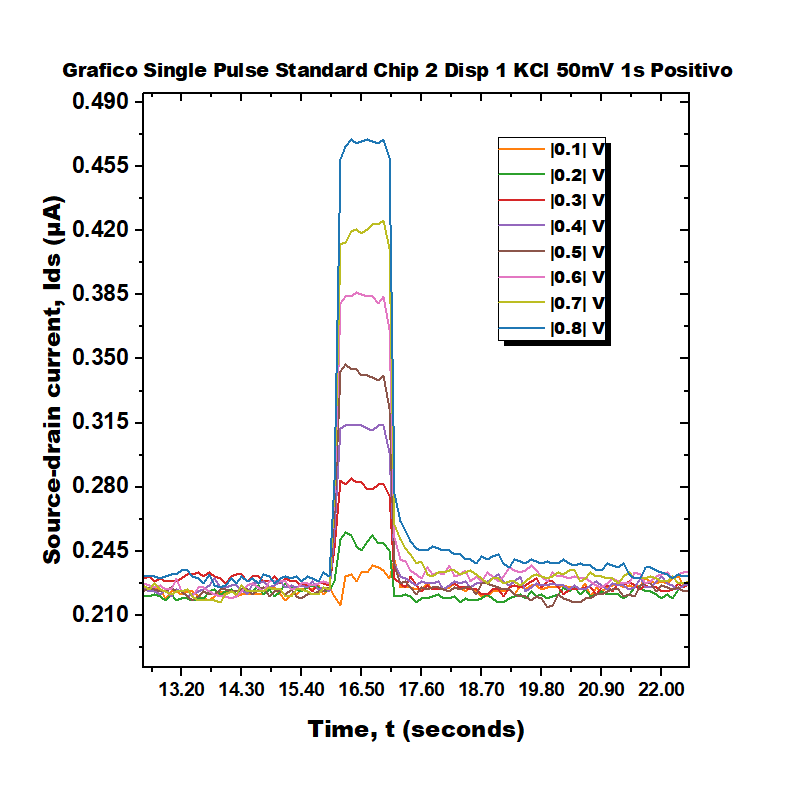 Grafico Single Pulse Standard Chip 2 Disp 1 KCl 50mV 1s Positivo
0.490
0.455
0.420
0.385
0.350
0.315
0.280
0.245
0.210
Source-drain current, Ids (µA)
|0.1| V
|0.2| V
|0.3| V
|0.4| V
|0.5| V
|0.6| V
|0.7| V
|0.8| V
13.20 14.30 15.40 16.50 17.60 18.70 19.80 20.90 22.00
Time, t (seconds)